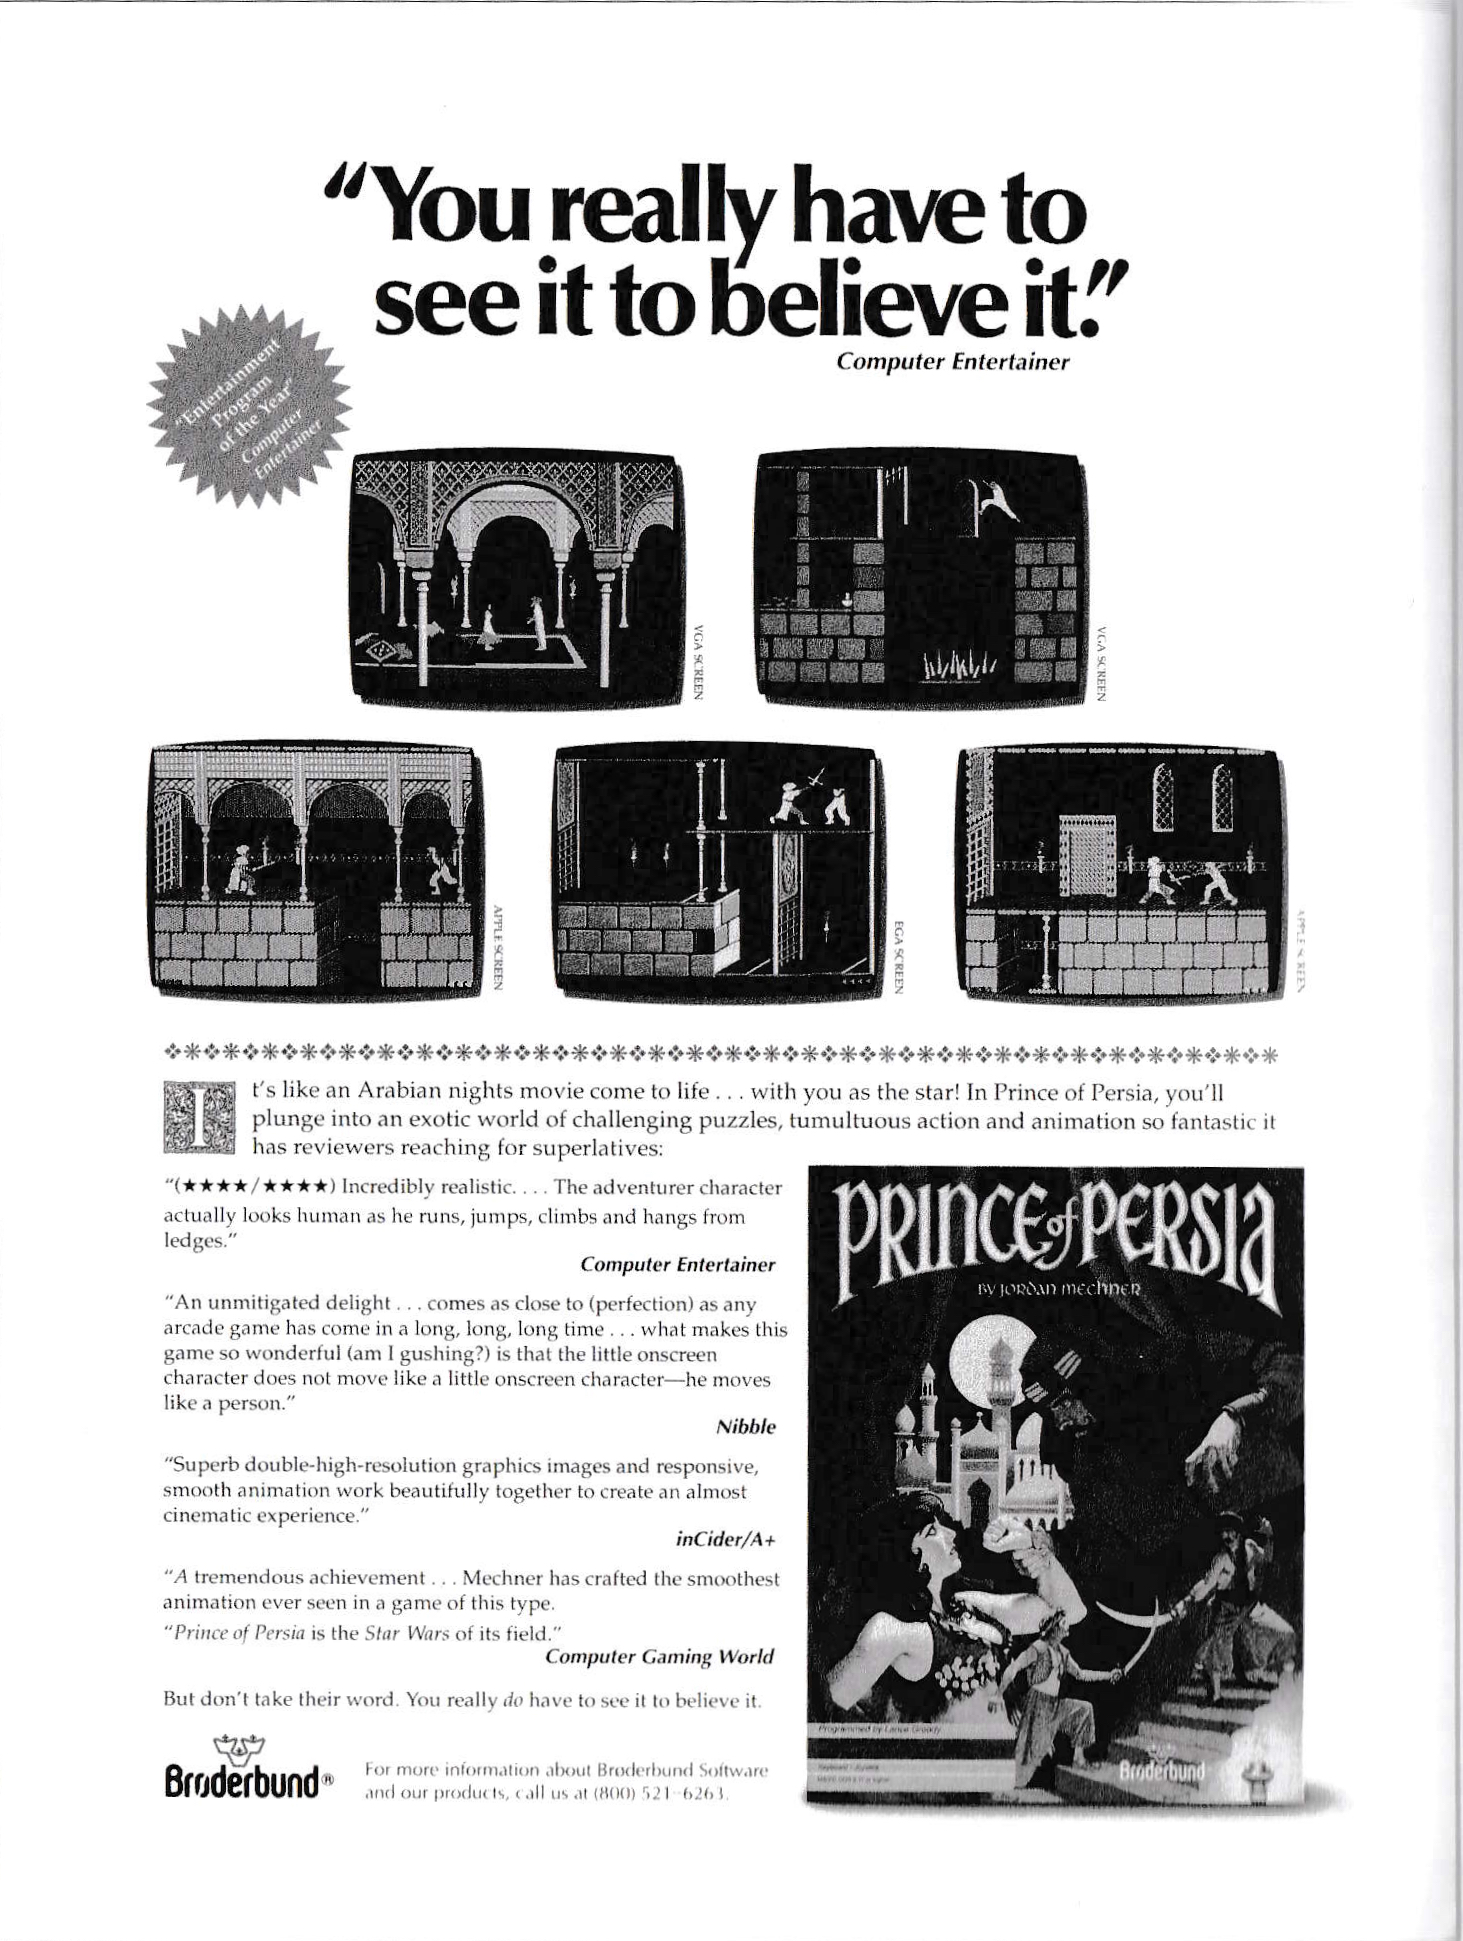 “You really have to
see it to believe it.”
Computer Entertainer
“Entertainment
Program
of the Year”
Computer
Entertainer
VGA SCREEN
VGA SCREEN
APPLE SCREEN
EGA SCREEN
APPLE SCREEN
It’s like an Arabian nights movie come to life . . . with you as the star! In Prince of Persia, you’ll
plunge into an exotic world of challenging puzzles, tumultuous action and animation so fantastic it
has reviewers reaching for superlatives:
“(★★★★/★★★★) Incredibly realistic. . . . The adventurer character
actually looks human as he runs, jumps, climbs and hangs from
ledges.”
Computer Entertainer
“An unmitigated delight . . . comes as close to (perfection) as any
arcade game has come in a long, long, long time . . . what makes this
game so wonderful (am I gushing?) is that the little onscreen
character does not move like a little onscreen character—he moves
like a person.”
Nibble
“Superb double-high-resolution graphics images and responsive,
smooth animation work beautifully together to create an almost
cinematic experience.”
inCider/A+
“A tremendous achievement . . . Mechner has crafted the smoothest
animation ever seen in a game of this type.
“Prince of Persia is the Star Wars of its field.”
Computer Gaming World
But don’t take their word. You really do have to see it to believe it.
Brøderbund®
For more information about Broderbund Software
and our products, call us at (800) 521-6263.
PRINCE of PERSIA
BY JORDAN MECHNER
Programmed by Lance Groody
Brøderbund